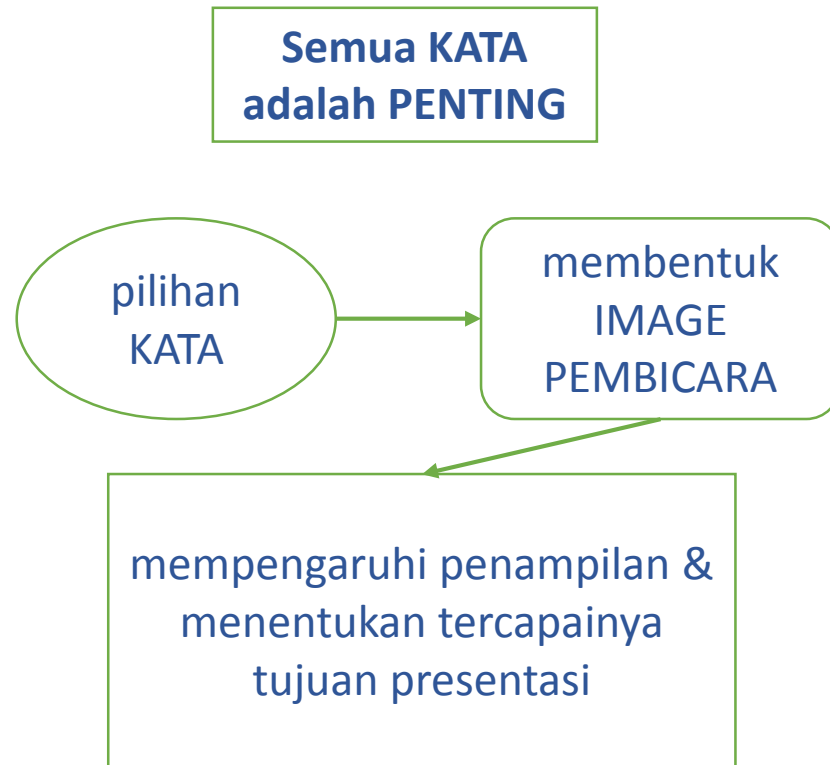 Semua KATA
adalah PENTING
pilihan
KATA
membentuk
IMAGE
PEMBICARA
mempengaruhi penampilan &
menentukan tercapainya
tujuan presentasi